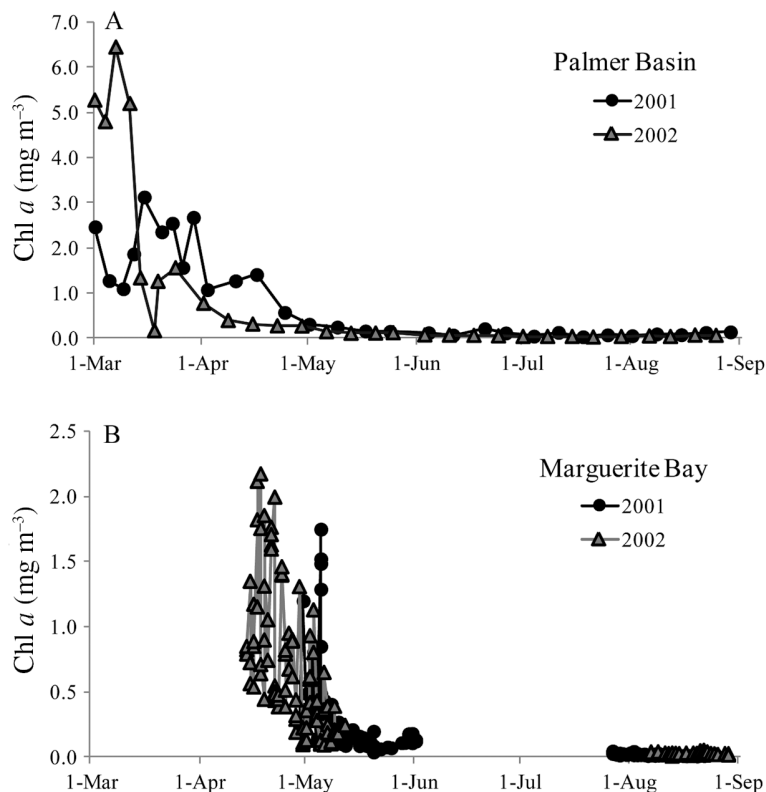 A
7.0
6.0
5.0
4.0
3.0
2.0
1.0
0.0
Chl a (mg m⁻³)
Palmer Basin
2001
2002
1-Mar 1-Apr 1-May 1-Jun 1-Jul 1-Aug 1-Sep
B
2.5
2.0
1.5
1.0
0.5
0.0
Chl a (mg m⁻³)
Marguerite Bay
2001
2002
1-Mar 1-Apr 1-May 1-Jun 1-Jul 1-Aug 1-Sep